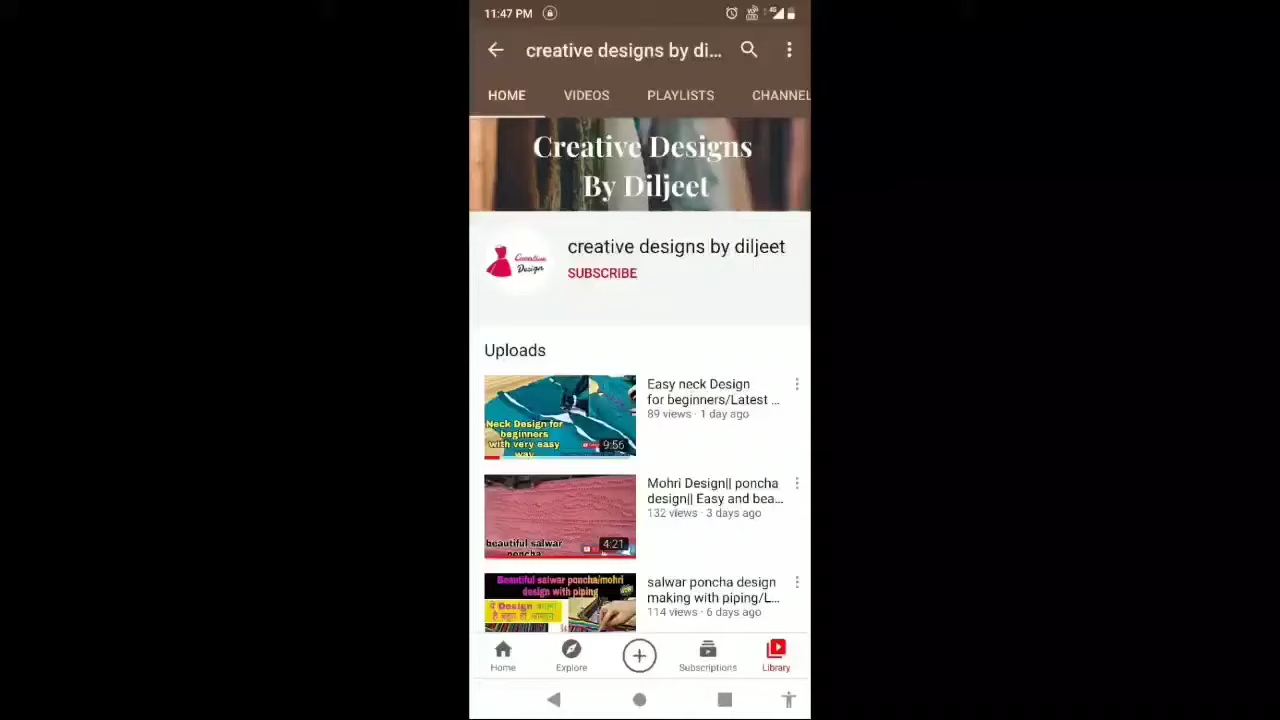 11:47 PM
creative designs by di...
HOME VIDEOS PLAYLISTS CHANNEL
Creative Designs
By Diljeet
Creative
Design
creative designs by diljeet
SUBSCRIBE
Uploads
Neck Design for
beginners
with very easy
way
9:56
Easy neck Design
for beginners/Latest ...
89 views · 1 day ago
beautiful salwar
poncha
4:21
Mohri Design|| poncha
design|| Easy and bea...
132 views · 3 days ago
Beautiful salwar poncha/mohri
design with piping
salwar poncha design
making with piping/L...
114 views · 6 days ago
Home Explore Subscriptions Library